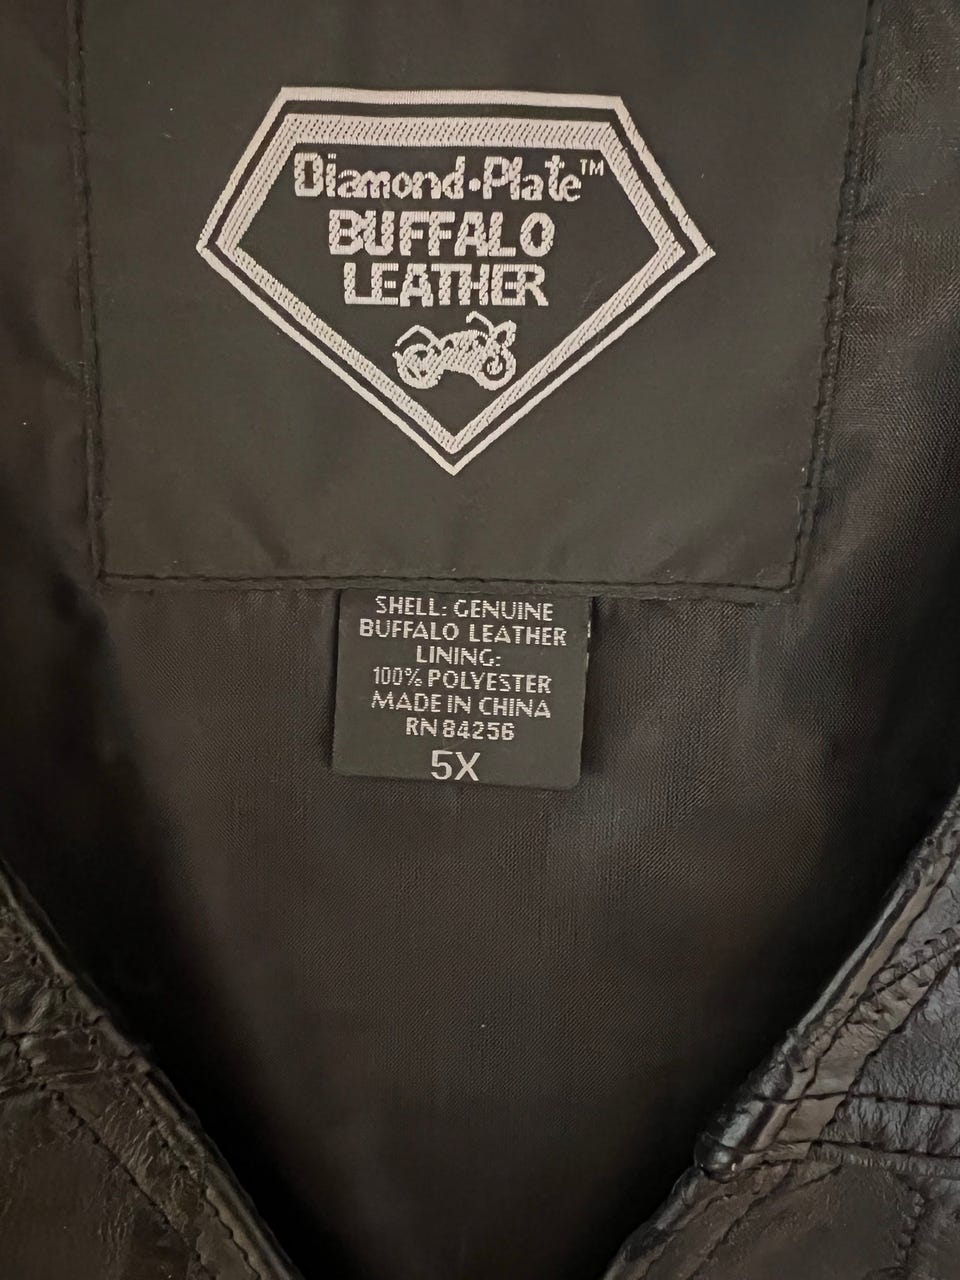 Diamond•Plate™
BUFFALO
LEATHER
SHELL: GENUINE
BUFFALO LEATHER
LINING:
100% POLYESTER
MADE IN CHINA
RN 84256
5X